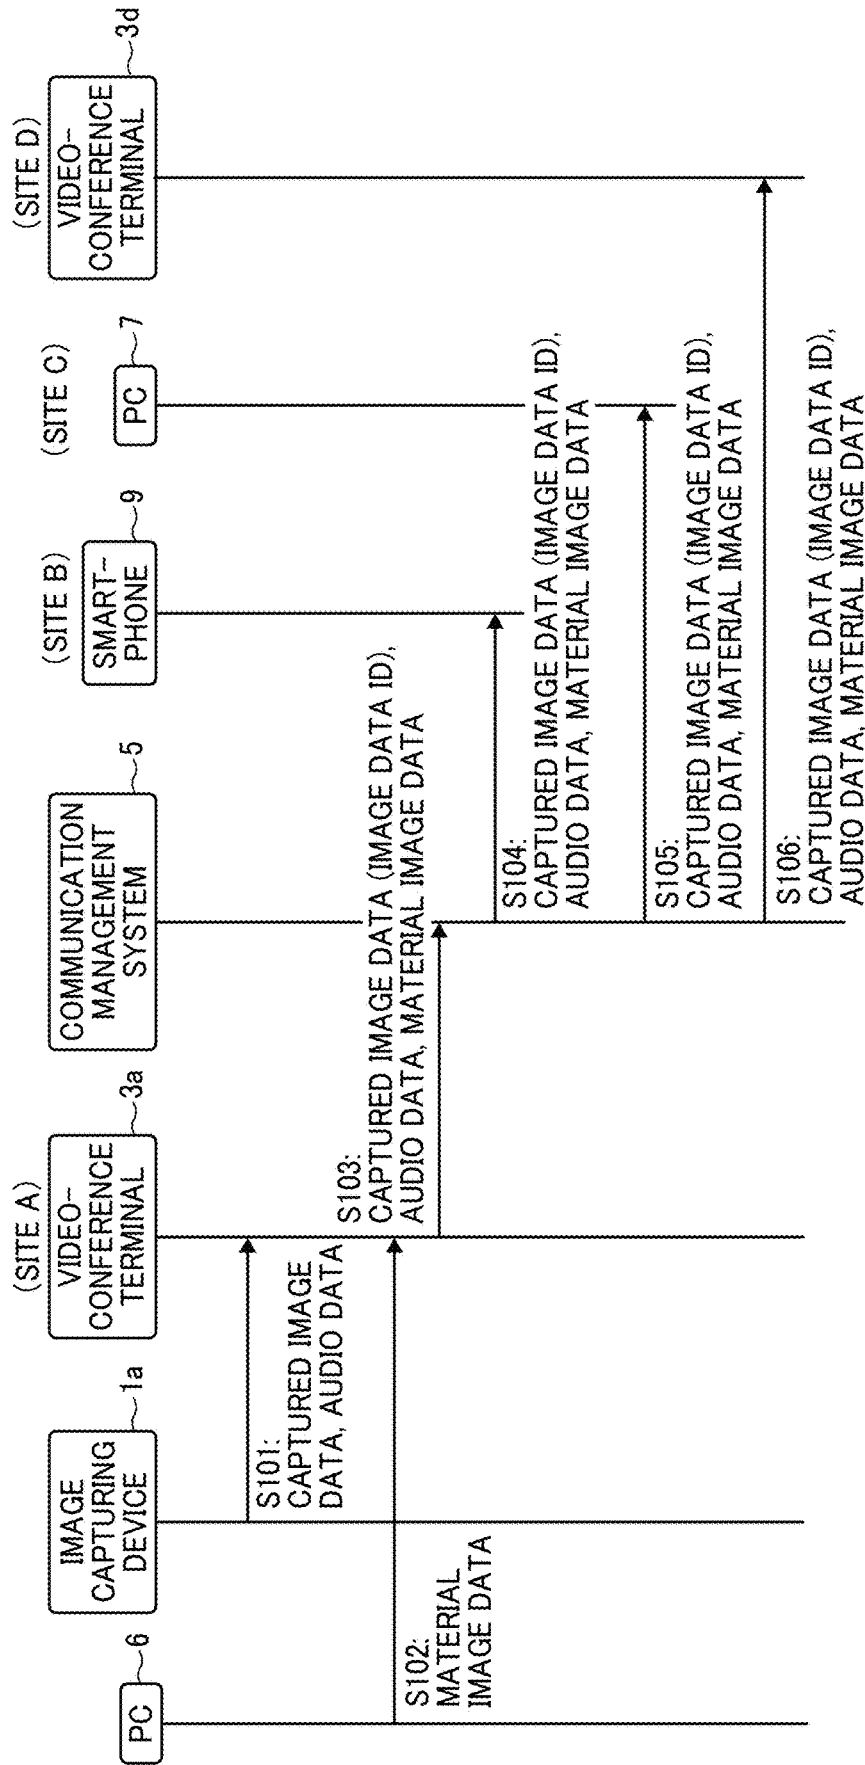 (SITE A)
(SITE B)
(SITE C)
(SITE D)
PC
6
IMAGE
CAPTURING
DEVICE
1a
VIDEO-
CONFERENCE
TERMINAL
3a
COMMUNICATION
MANAGEMENT
SYSTEM
5
SMART-
PHONE
9
PC
7
VIDEO-
CONFERENCE
TERMINAL
3d
S101:
CAPTURED IMAGE
DATA, AUDIO DATA
S102:
MATERIAL
IMAGE DATA
S103:
CAPTURED IMAGE DATA (IMAGE DATA ID),
AUDIO DATA, MATERIAL IMAGE DATA
S104:
CAPTURED IMAGE DATA (IMAGE DATA ID),
AUDIO DATA, MATERIAL IMAGE DATA
S105:
CAPTURED IMAGE DATA (IMAGE DATA ID),
AUDIO DATA, MATERIAL IMAGE DATA
S106:
CAPTURED IMAGE DATA (IMAGE DATA ID),
AUDIO DATA, MATERIAL IMAGE DATA